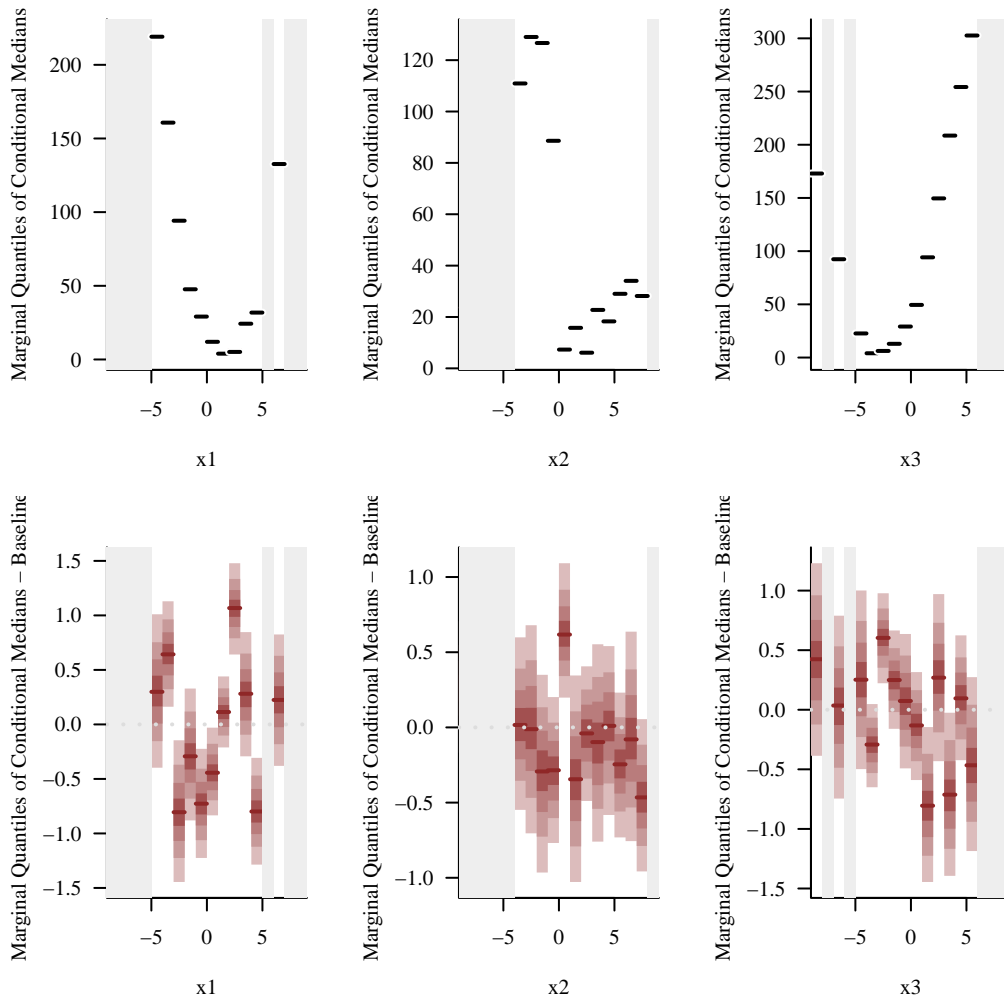 Marginal Quantiles of Conditional Medians
200
150
100
50
0
−5 0 5
x1
Marginal Quantiles of Conditional Medians
120
100
80
60
40
20
0
−5 0 5
x2
Marginal Quantiles of Conditional Medians
300
250
200
150
100
50
0
−5 0 5
x3
Marginal Quantiles of Conditional Medians − Baseline
1.5
1.0
0.5
0.0
−0.5
−1.0
−1.5
−5 0 5
x1
Marginal Quantiles of Conditional Medians − Baseline
1.0
0.5
0.0
−0.5
−1.0
−5 0 5
x2
Marginal Quantiles of Conditional Medians − Baseline
1.0
0.5
0.0
−0.5
−1.0
−1.5
−5 0 5
x3